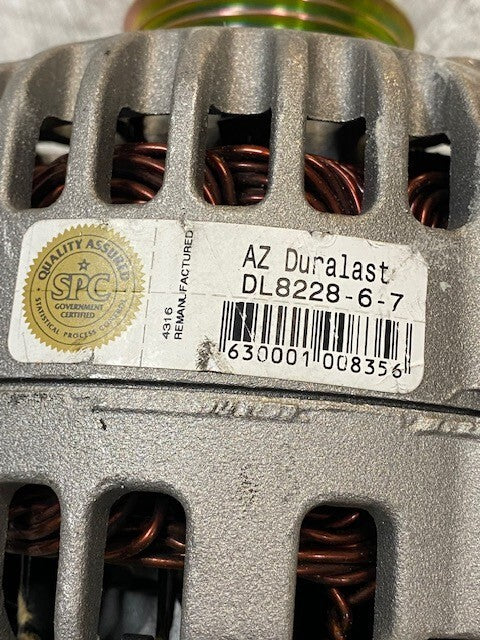 QUALITY ASSURED
SPC
GOVERNMENT
CERTIFIED
STATISTICAL PROCESS CONTROL
4316
REMANUFACTURED
AZ Duralast
DL8228-6-7
630001 008356